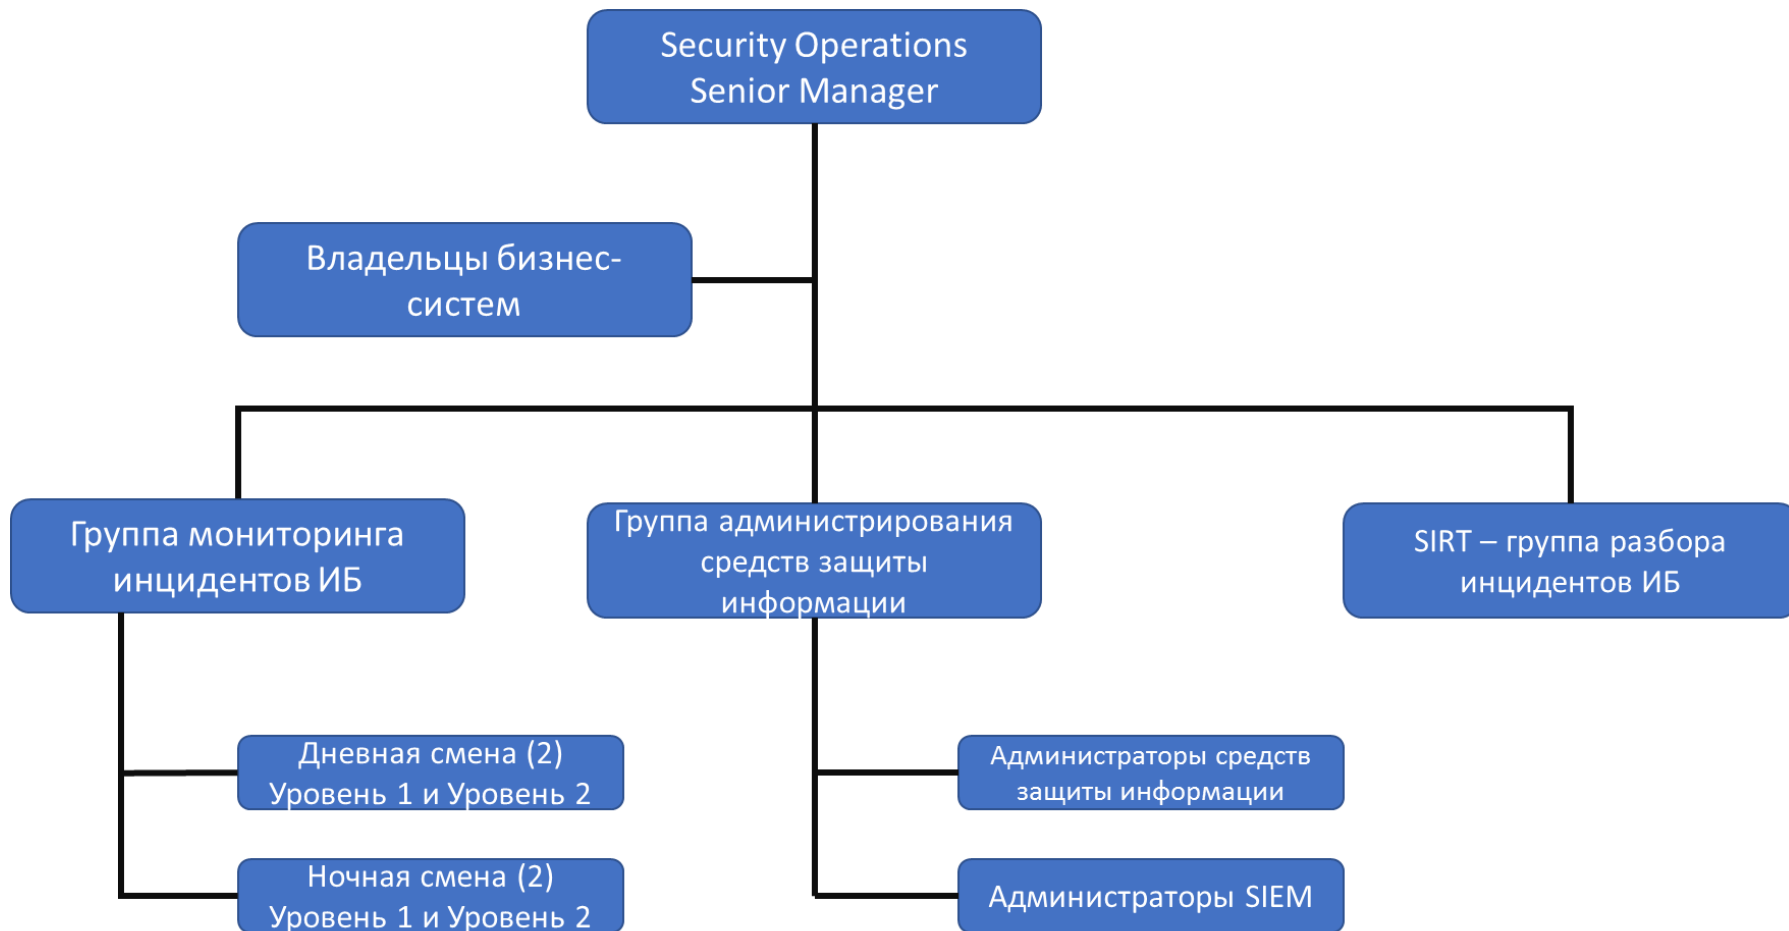 Security Operations
Senior Manager
Владельцы бизнес-
систем
Группа мониторинга
инцидентов ИБ
Группа администрирования
средств защиты
информации
SIRT – группа разбора
инцидентов ИБ
Дневная смена (2)
Уровень 1 и Уровень 2
Ночная смена (2)
Уровень 1 и Уровень 2
Администраторы средств
защиты информации
Администраторы SIEM